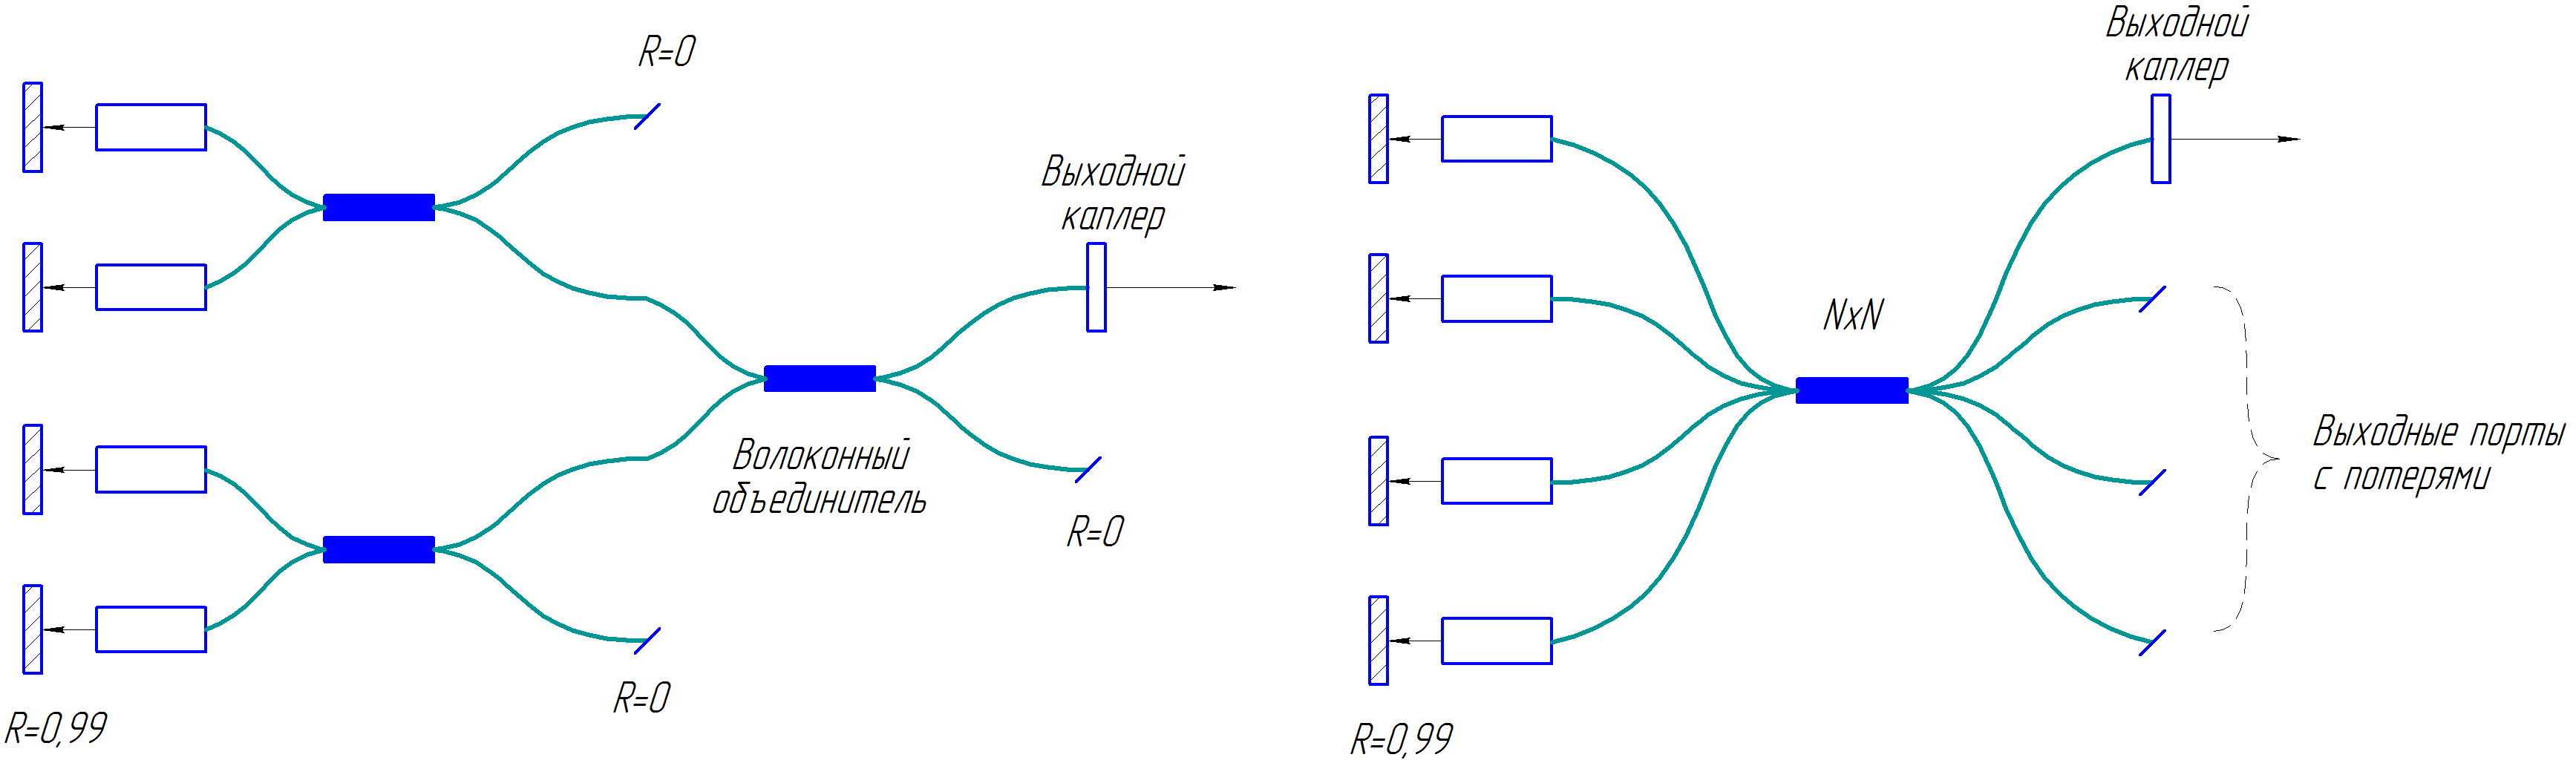 R=0
Выходной
каплер
Волоконный
объединитель
R=0
R=0
R=0,99
Выходной
каплер
NxN
Выходные порты
с потерями
R=0,99